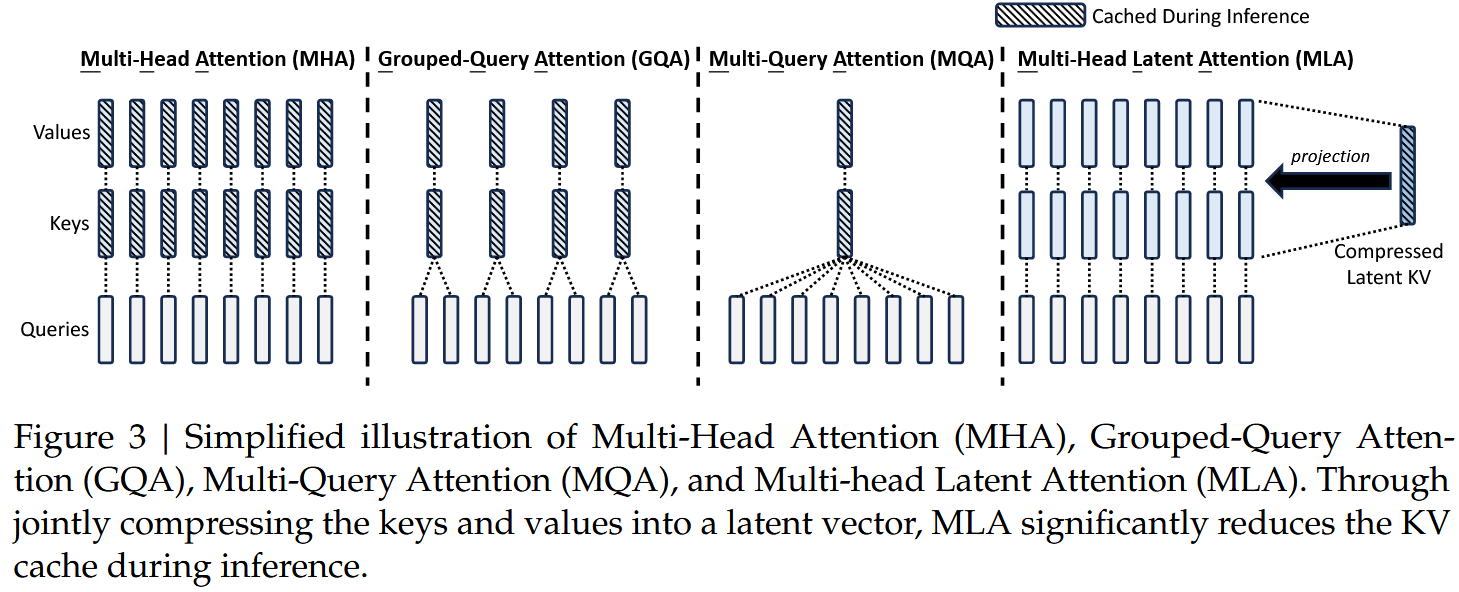 Cached During Inference
Multi-Head Attention (MHA)
Grouped-Query Attention (GQA)
Multi-Query Attention (MQA)
Multi-Head Latent Attention (MLA)
Values
Keys
Queries
projection
Compressed
Latent KV
Figure 3 | Simplified illustration of Multi-Head Attention (MHA), Grouped-Query Atten-
tion (GQA), Multi-Query Attention (MQA), and Multi-head Latent Attention (MLA). Through
jointly compressing the keys and values into a latent vector, MLA significantly reduces the KV
cache during inference.